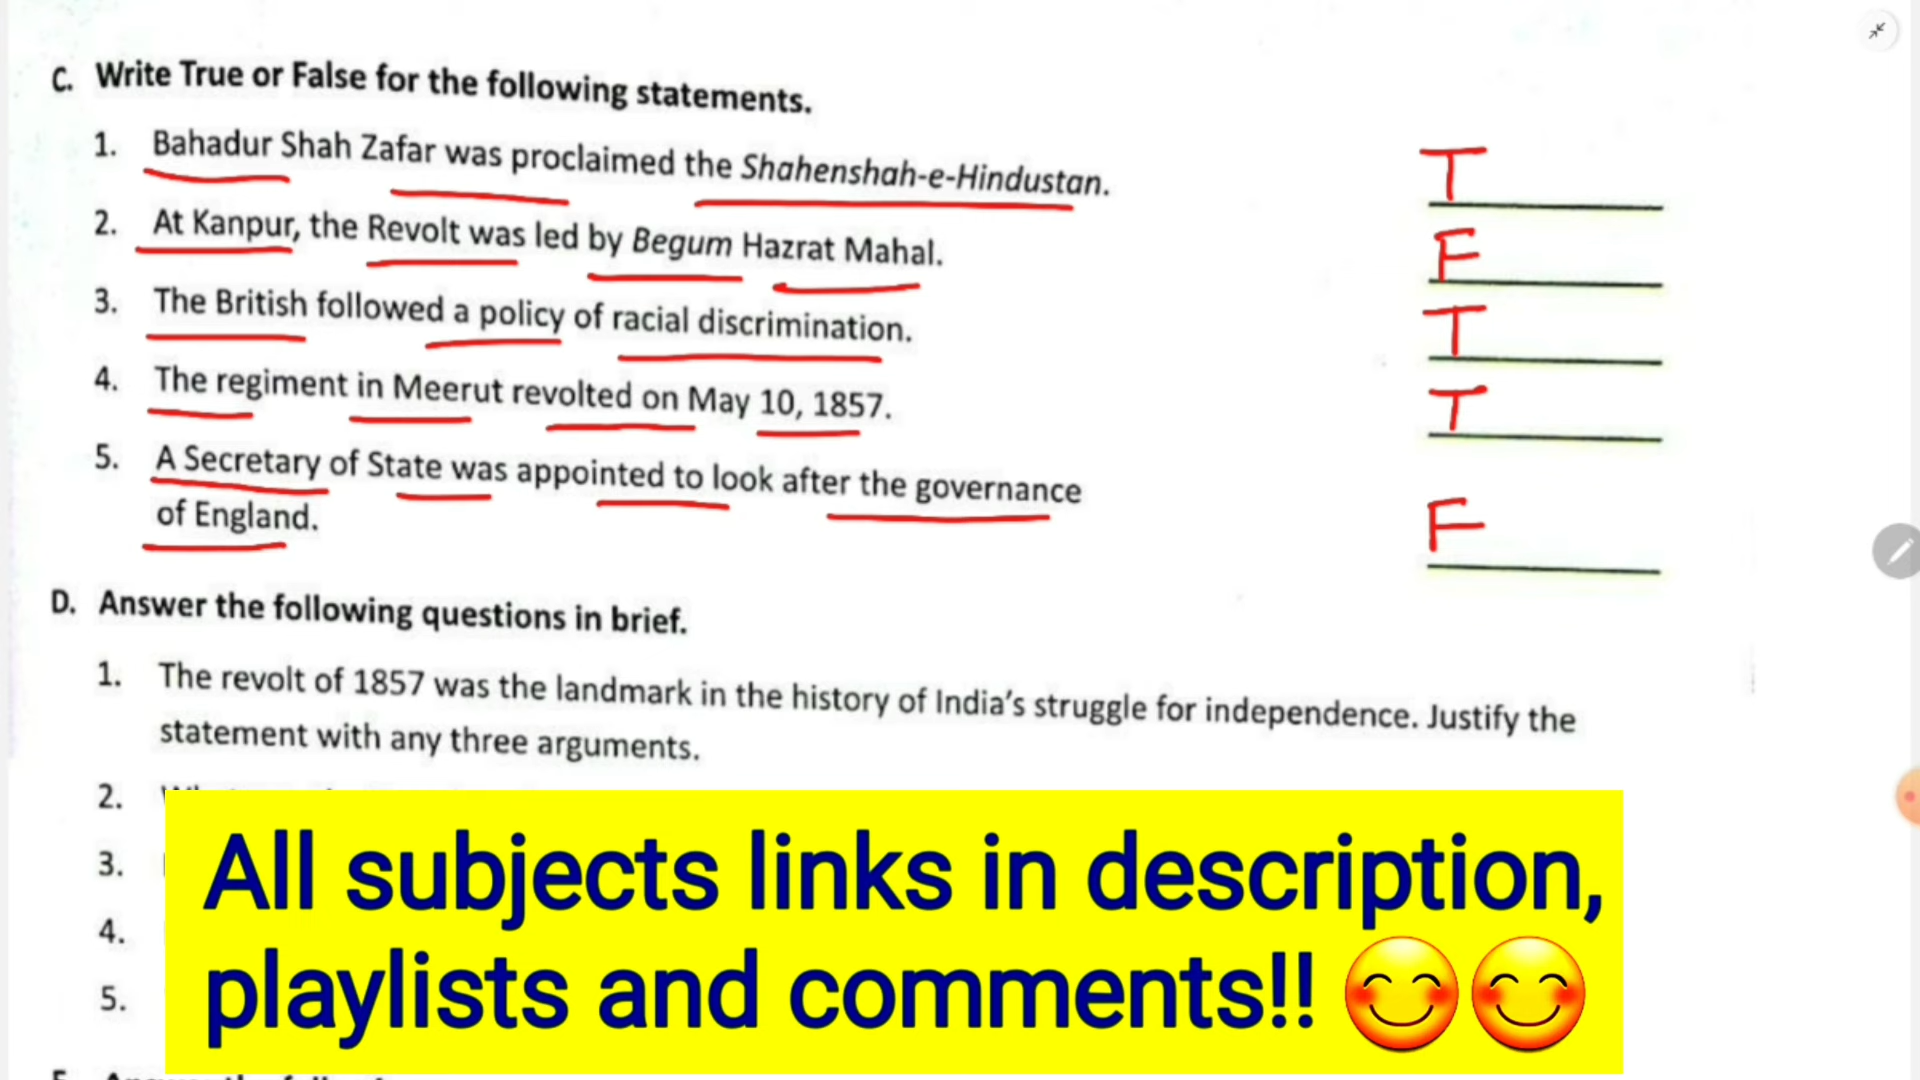 C. Write True or False for the following statements.
1. Bahadur Shah Zafar was proclaimed the Shahenshah-e-Hindustan. T
2. At Kanpur, the Revolt was led by Begum Hazrat Mahal. F
3. The British followed a policy of racial discrimination. T
4. The regiment in Meerut revolted on May 10, 1857. T
5. A Secretary of State was appointed to look after the governance
of England. F
D. Answer the following questions in brief.
1. The revolt of 1857 was the landmark in the history of India's struggle for independence. Justify the
statement with any three arguments.
2.
3.
4.
5.
All subjects links in description,
playlists and comments!! 😊😊